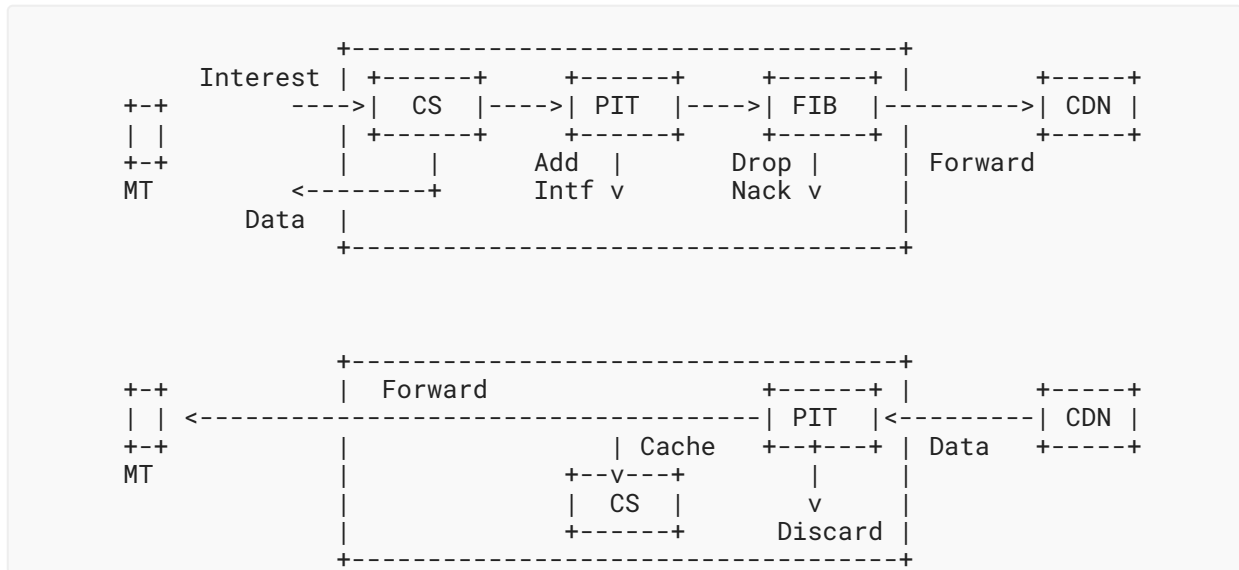 +-------------------------------------+
     Interest  | +------+     +------+     +------+ |        +-----+
+-+        ---->|  CS  |---->| PIT  |---->| FIB  |--------->| CDN |
| |            | +------+     +------+     +------+ |        +-----+
+-+            |     |      Add  |       Drop |     | Forward
MT         <--------+      Intf v       Nack v     |
        Data   |                                    |
               +-------------------------------------+
               +-------------------------------------+
+-+            |  Forward                  +------+ |        +-----+
| | <--------------------------------------| PIT  |<---------| CDN |
+-+            |                 | Cache   +--+---+ | Data   +-----+
MT             |              +--v---+        |     |
               |              |  CS  |        v     |
               |              +------+      Discard |
               +-------------------------------------+